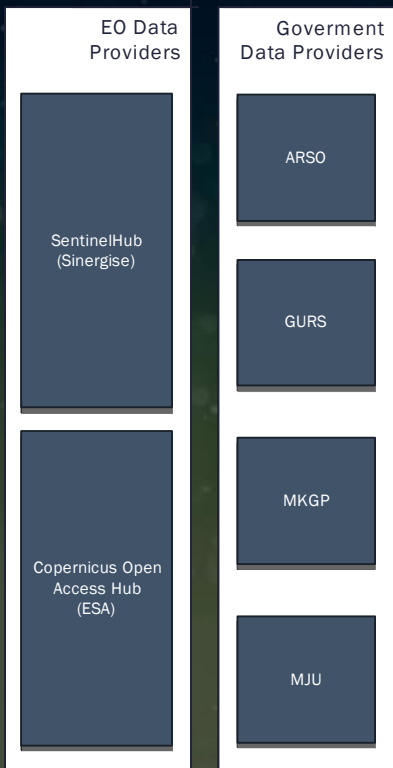 EO Data
Providers
SentinelHub
(Sinergise)
Copernicus Open
Access Hub
(ESA)
Goverment
Data Providers
ARSO
GURS
MKGP
MJU